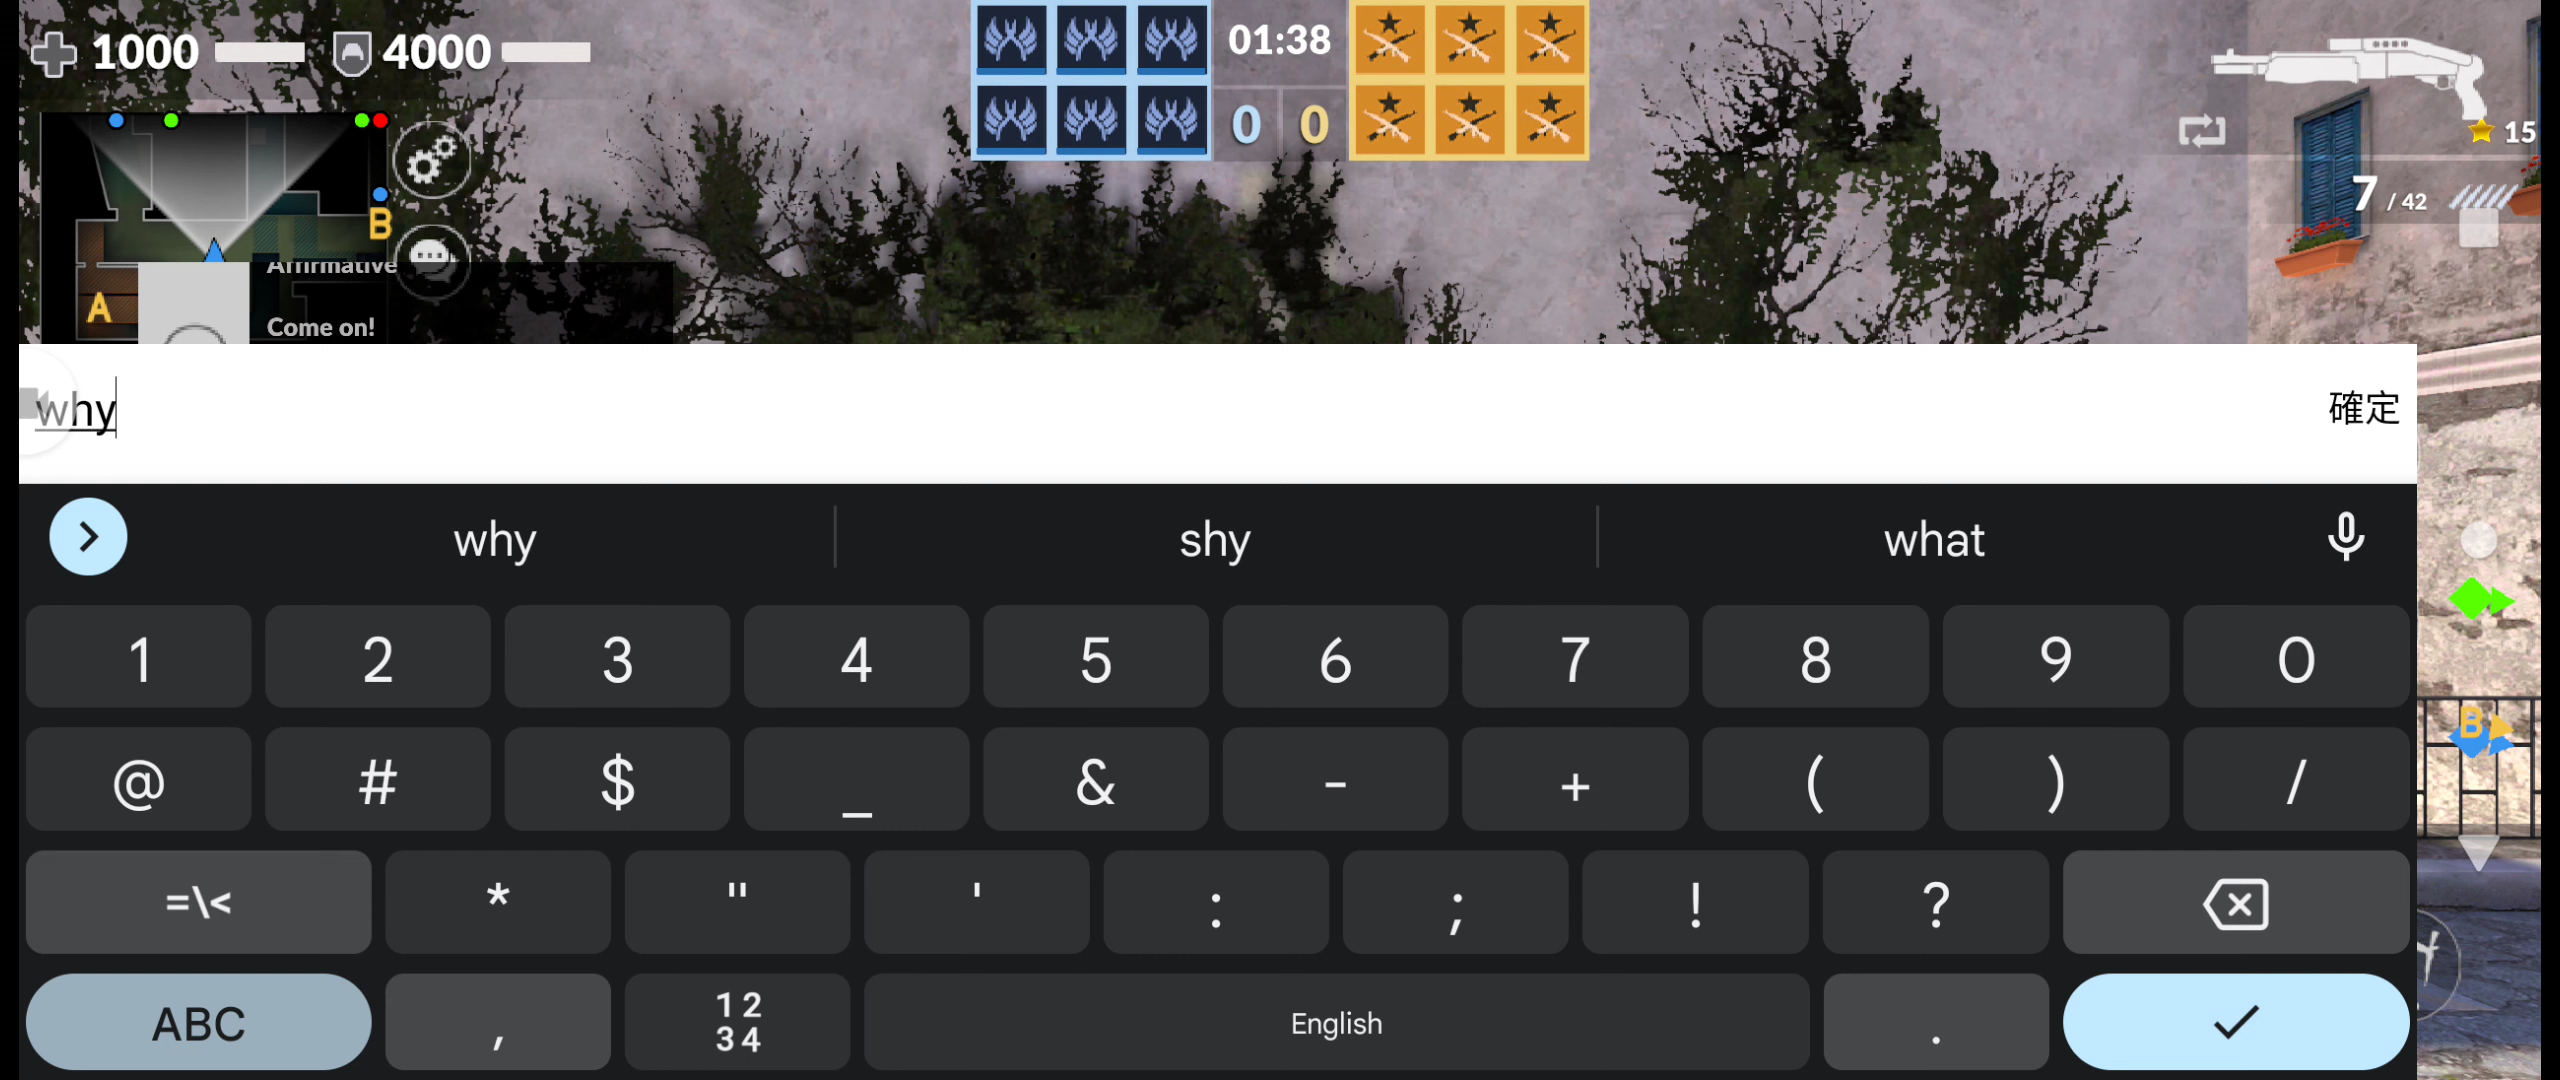 1000 4000 01:38
0 0
15
7 / 42
B
Affirmative
A
Come on!
why 確定
why shy what
1 2 3 4 5 6 7 8 9 0
@ # $ _ & - + ( ) /
B
=\< * " ' : ; ! ?
ABC , 12 34 English .